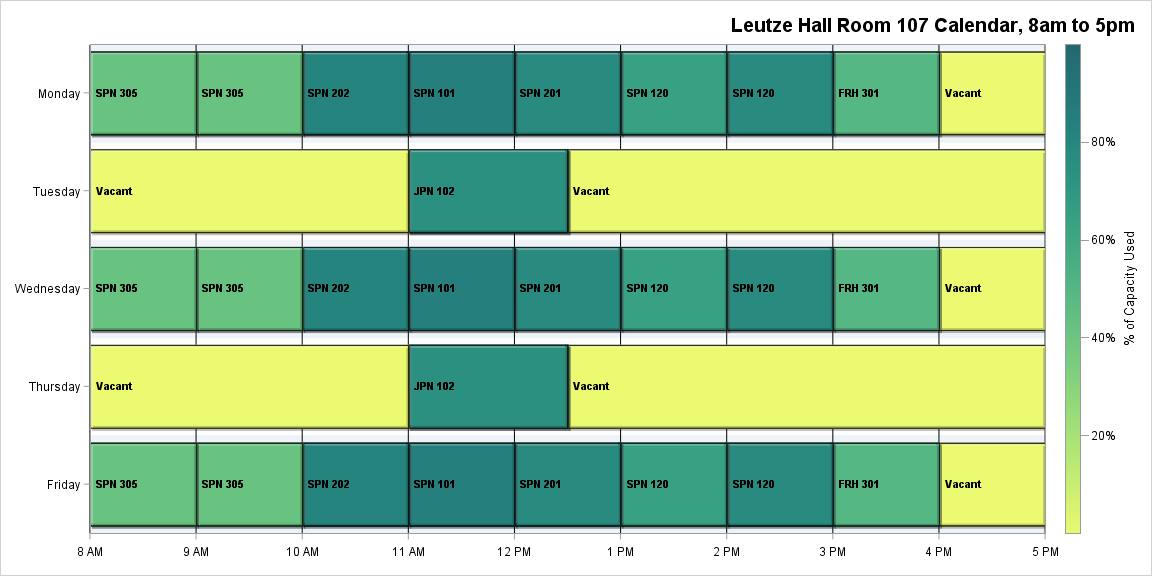 Leutze Hall Room 107 Calendar, 8am to 5pm
Monday SPN 305 SPN 305 SPN 202 SPN 101 SPN 201 SPN 120 SPN 120 FRH 301 Vacant
80%
Tuesday Vacant JPN 102 Vacant
60%
% of Capacity Used
Wednesday SPN 305 SPN 305 SPN 202 SPN 101 SPN 201 SPN 120 SPN 120 FRH 301 Vacant
40%
Thursday Vacant JPN 102 Vacant
20%
Friday SPN 305 SPN 305 SPN 202 SPN 101 SPN 201 SPN 120 SPN 120 FRH 301 Vacant
8 AM 9 AM 10 AM 11 AM 12 PM 1 PM 2 PM 3 PM 4 PM 5 PM